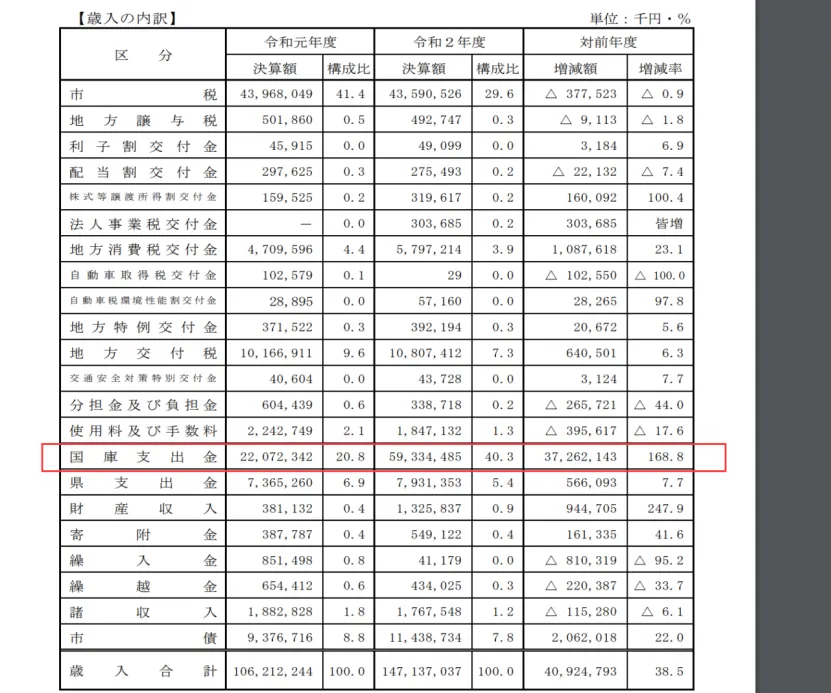 【歳入の内訳】 単位：千円・％
区　分 令和元年度 令和２年度 対前年度
決算額 構成比 決算額 構成比 増減額 増減率
市税 43,968,049 41.4 43,590,526 29.6 △ 377,523 △ 0.9
地方譲与税 501,860 0.5 492,747 0.3 △ 9,113 △ 1.8
利子割交付金 45,915 0.0 49,099 0.0 3,184 6.9
配当割交付金 297,625 0.3 275,493 0.2 △ 22,132 △ 7.4
株式等譲渡所得割交付金 159,525 0.2 319,617 0.2 160,092 100.4
法人事業税交付金 － 0.0 303,685 0.2 303,685 皆増
地方消費税交付金 4,709,596 4.4 5,797,214 3.9 1,087,618 23.1
自動車取得税交付金 102,579 0.1 29 0.0 △ 102,550 △ 100.0
自動車税環境性能割交付金 28,895 0.0 57,160 0.0 28,265 97.8
地方特例交付金 371,522 0.3 392,194 0.3 20,672 5.6
地方交付税 10,166,911 9.6 10,807,412 7.3 640,501 6.3
交通安全対策特別交付金 40,604 0.0 43,728 0.0 3,124 7.7
分担金及び負担金 604,439 0.6 338,718 0.2 △ 265,721 △ 44.0
使用料及び手数料 2,242,749 2.1 1,847,132 1.3 △ 395,617 △ 17.6
国庫支出金 22,072,342 20.8 59,334,485 40.3 37,262,143 168.8
県支出金 7,365,260 6.9 7,931,353 5.4 566,093 7.7
財産収入 381,132 0.4 1,325,837 0.9 944,705 247.9
寄附金 387,787 0.4 549,122 0.4 161,335 41.6
繰入金 851,498 0.8 41,179 0.0 △ 810,319 △ 95.2
繰越金 654,412 0.6 434,025 0.3 △ 220,387 △ 33.7
諸収入 1,882,828 1.8 1,767,548 1.2 △ 115,280 △ 6.1
市債 9,376,716 8.8 11,438,734 7.8 2,062,018 22.0
歳入合計 106,212,244 100.0 147,137,037 100.0 40,924,793 38.5